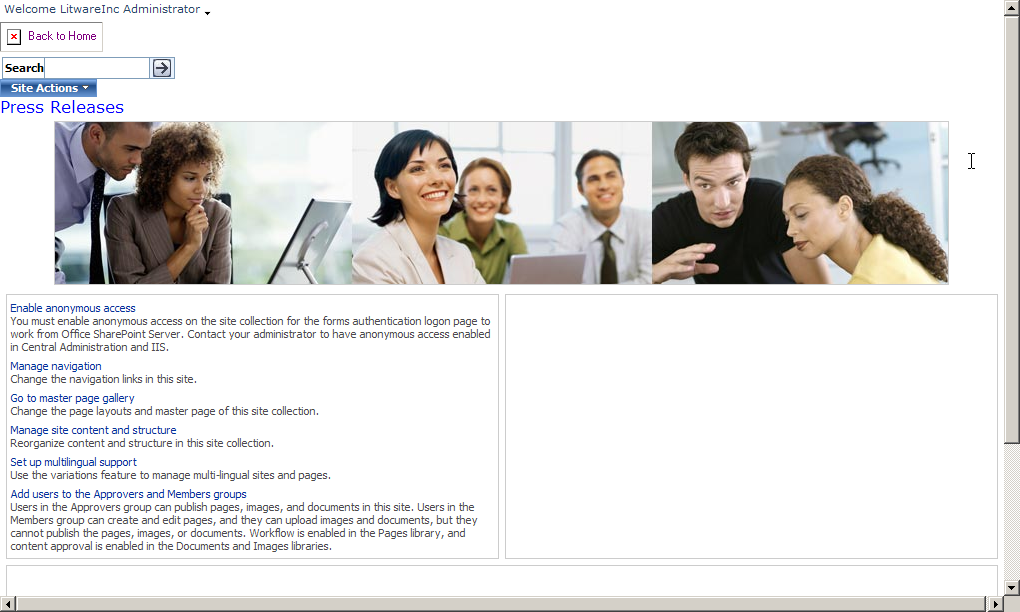 Welcome LitwareInc Administrator
Back to Home
Search
Site Actions
Press Releases
Enable anonymous access
You must enable anonymous access on the site collection for the forms authentication logon page to
work from Office SharePoint Server. Contact your administrator to have anonymous access enabled
in Central Administration and IIS.
Manage navigation
Change the navigation links in this site.
Go to master page gallery
Change the page layouts and master page of this site collection.
Manage site content and structure
Reorganize content and structure in this site collection.
Set up multilingual support
Use the variations feature to manage multi-lingual sites and pages.
Add users to the Approvers and Members groups
Users in the Approvers group can publish pages, images, and documents in this site. Users in the
Members group can create and edit pages, and they can upload images and documents, but they
cannot publish the pages, images, or documents. Workflow is enabled in the Pages library, and
content approval is enabled in the Documents and Images libraries.